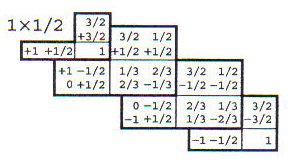 1×1/2
3/2
+3/2 3/2 1/2
+1 +1/2 1 +1/2 +1/2
+1 −1/2 1/3 2/3 3/2 1/2
0 +1/2 2/3 −1/3 −1/2 −1/2
0 −1/2 2/3 1/3 3/2
−1 +1/2 1/3 −2/3 −3/2
−1 −1/2 1